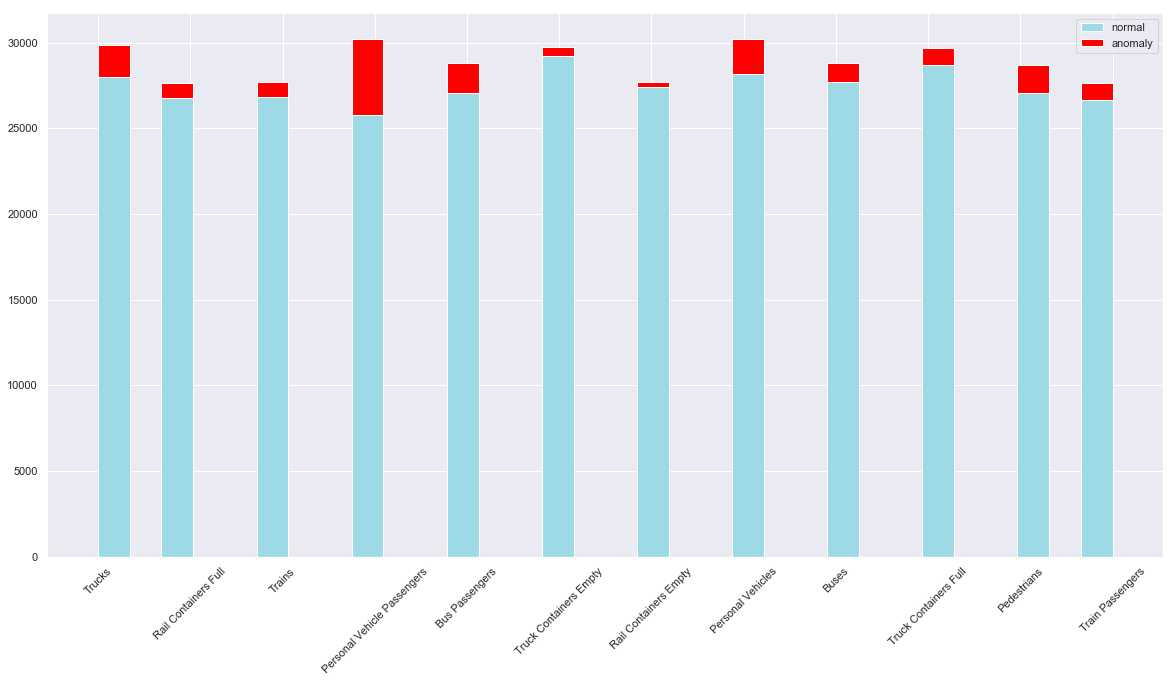 normal
anomaly
30000
25000
20000
15000
10000
5000
0
Trucks
Rail Containers Full
Trains
Personal Vehicle Passengers
Bus Passengers
Truck Containers Empty
Rail Containers Empty
Personal Vehicles
Buses
Truck Containers Full
Pedestrians
Train Passengers